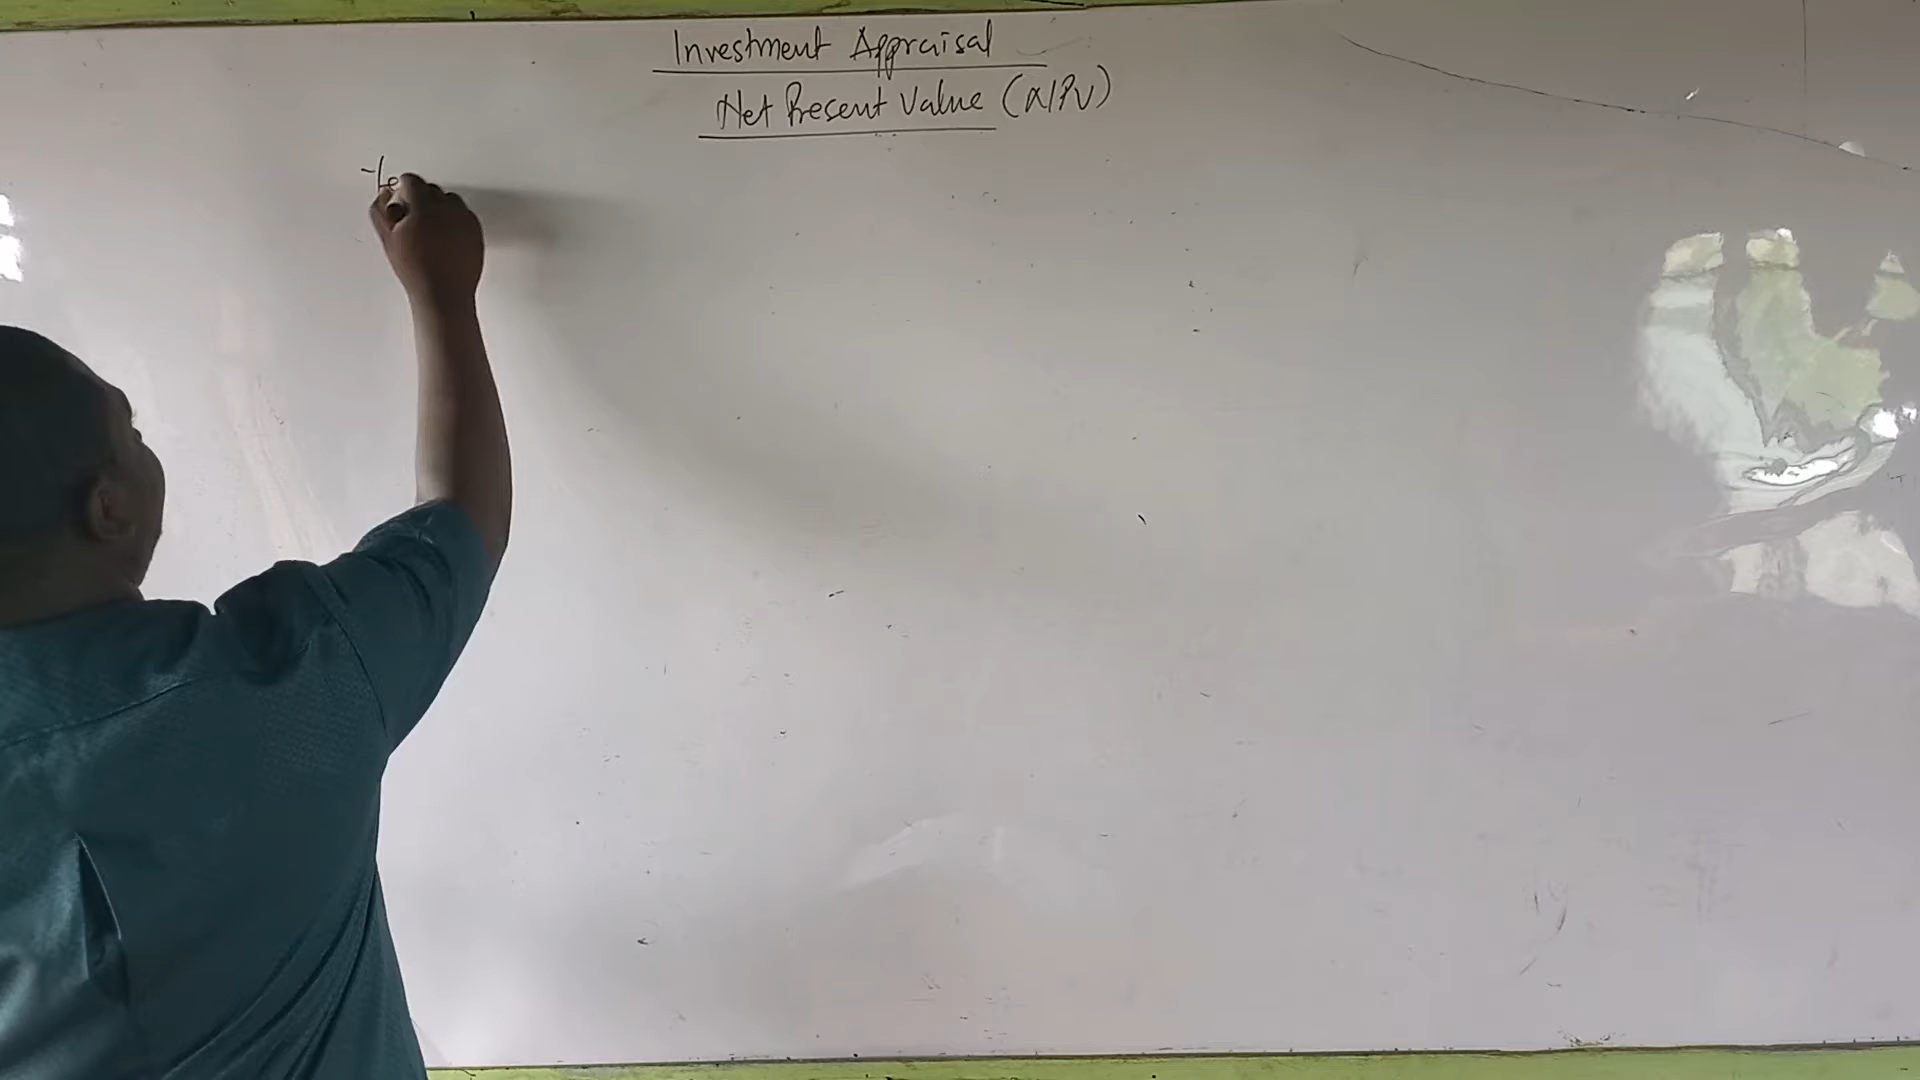 Investment Appraisal
Net Present Value (NPV)